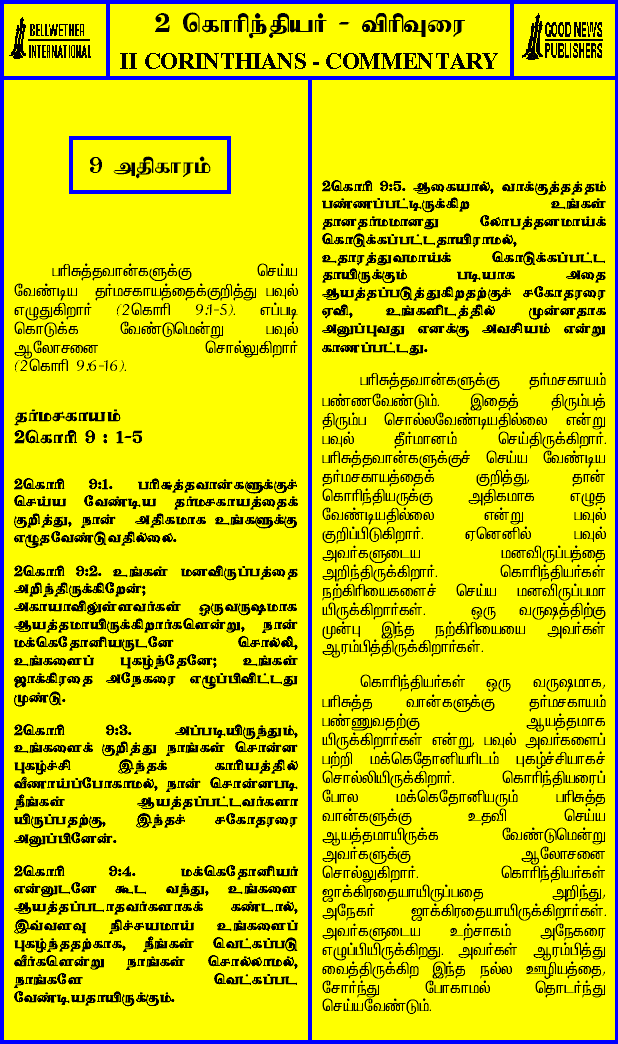 BELLWETHER
INTERNATIONAL
2 கொரிந்தியர் - விரிவுரை
II CORINTHIANS - COMMENTARY
GOOD NEWS
PUBLISHERS
9 அதிகாரம்
பரிசுத்தவான்களுக்கு செய்ய
வேண்டிய தர்மசகாயத்தைக்குறித்து பவுல்
எழுதுகிறார் (2கொரி 9:1-5). எப்படி
கொடுக்க வேண்டுமென்று பவுல்
ஆலோசனை சொல்லுகிறார்
(2கொரி 9:6-16).
தர்மசகாயம்
2கொரி 9 : 1-5
2கொரி 9:1. பரிசுத்தவான்களுக்குச்
செய்ய வேண்டிய தர்மசகாயத்தைக்
குறித்து, நான் அதிகமாக உங்களுக்கு
எழுதவேண்டுவதில்லை.
2கொரி 9:2. உங்கள் மனவிருப்பத்தை
அறிந்திருக்கிறேன்;
அகாயாவிலுள்ளவர்கள் ஒருவருஷமாக
ஆயத்தமாயிருக்கிறார்களென்று, நான்
மக்கெதோனியருடனே சொல்லி,
உங்களைப் புகழ்ந்தேனே; உங்கள்
ஜாக்கிரதை அநேகரை எழுப்பிவிட்டது
முண்டு.
2கொரி 9:3. அப்படியிருந்தும்,
உங்களைக் குறித்து நாங்கள் சொன்ன
புகழ்ச்சி இந்தக் காரியத்தில்
வீணாய்ப்போகாமல், நான் சொன்னபடி
நீங்கள் ஆயத்தப்பட்டவர்களா
யிருப்பதற்கு, இந்தச் சகோதரரை
அனுப்பினேன்.
2கொரி 9:4. மக்கெதோனியர்
என்னுடனே கூட வந்து, உங்களை
ஆயத்தப்படாதவர்களாகக் கண்டால்,
இவ்வளவு நிச்சயமாய் உங்களைப்
புகழ்ந்ததற்காக, நீங்கள் வெட்கப்படு
வீர்களென்று நாங்கள் சொல்லாமல்,
நாங்களே வெட்கப்பட
வேண்டியதாயிருக்கும்.
2கொரி 9:5. ஆகையால், வாக்குத்தத்தம்
பண்ணப்பட்டிருக்கிற உங்கள்
தானதர்மமானது லோபத்தனமாய்க்
கொடுக்கப்பட்டதாயிராமல்,
உதாரத்துவமாய்க் கொடுக்கப்பட்ட
தாயிருக்கும் படியாக அதை
ஆயத்தப்படுத்துகிறதற்குச் சகோதரரை
ஏவி, உங்களிடத்தில் முன்னதாக
அனுப்புவது எனக்கு அவசியம் என்று
காணப்பட்டது.
பரிசுத்தவான்களுக்கு தர்மசகாயம்
பண்ணவேண்டும். இதைத் திரும்பத்
திரும்ப சொல்லவேண்டியதில்லை என்று
பவுல் தீர்மானம் செய்திருக்கிறார்.
பரிசுத்தவான்களுக்குச் செய்ய வேண்டிய
தர்மசகாயத்தைக் குறித்து, தான்
கொரிந்தியருக்கு அதிகமாக எழுத
வேண்டியதில்லை என்று பவுல்
குறிப்பிடுகிறார். ஏனெனில் பவுல்
அவர்களுடைய மனவிருப்பத்தை
அறிந்திருக்கிறார். கொரிந்தியர்கள்
நற்கிரியைகளைச் செய்ய மனவிருப்பமா
யிருக்கிறார்கள். ஒரு வருஷத்திற்கு
முன்பு இந்த நற்கிரியையை அவர்கள்
ஆரம்பித்திருக்கிறார்கள்.
கொரிந்தியர்கள் ஒரு வருஷமாக,
பரிசுத்த வான்களுக்கு தர்மசகாயம்
பண்ணுவதற்கு ஆயத்தமாக
யிருக்கிறார்கள் என்று, பவுல் அவர்களைப்
பற்றி மக்கெதோனியரிடம் புகழ்ச்சியாகச்
சொல்லியிருக்கிறார். கொரிந்தியரைப்
போல மக்கெதோனியரும் பரிசுத்த
வான்களுக்கு உதவி செய்ய
ஆயத்தமாயிருக்க வேண்டுமென்று
அவர்களுக்கு ஆலோசனை
சொல்லுகிறார். கொரிந்தியர்கள்
ஜாக்கிரதையாயிருப்பதை அறிந்து,
அநேகர் ஜாக்கிரதையாயிருக்கிறார்கள்.
அவர்களுடைய உற்சாகம் அநேகரை
எழுப்பியிருக்கிறது. அவர்கள் ஆரம்பித்து
வைத்திருக்கிற இந்த நல்ல ஊழியத்தை,
சோர்ந்து போகாமல் தொடர்ந்து
செய்யவேண்டும்.